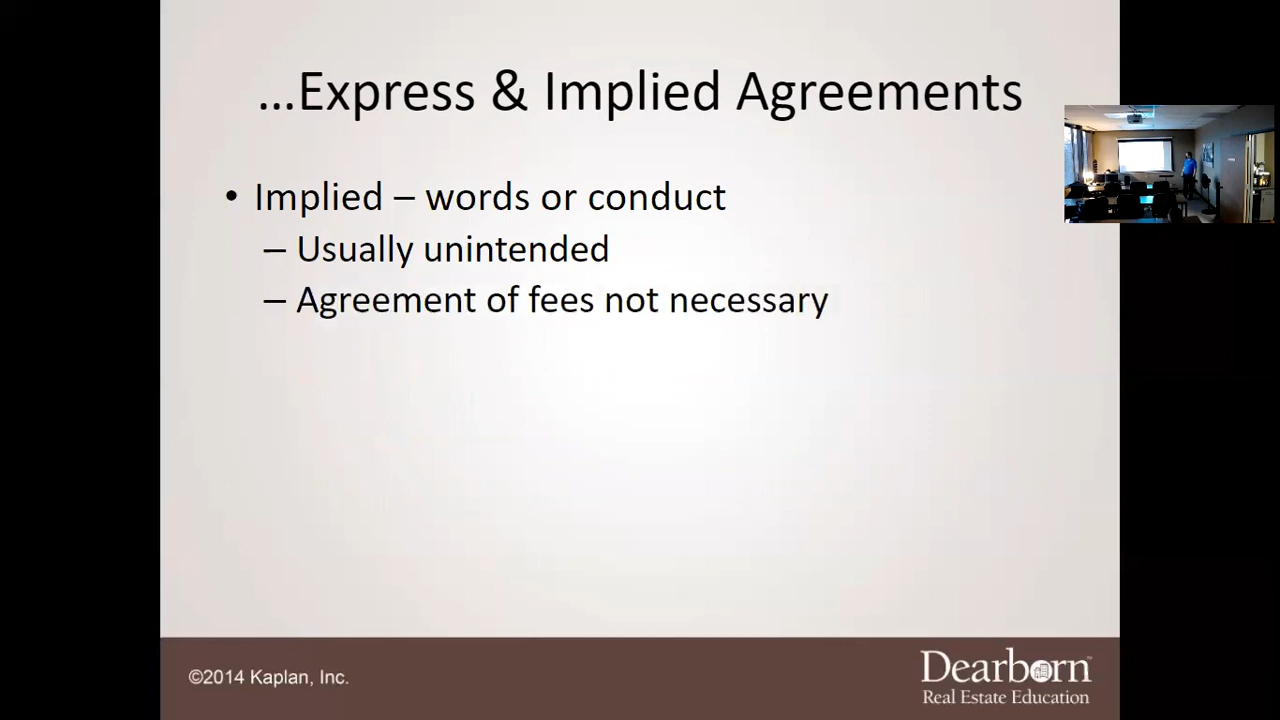 ...Express & Implied Agreements
• Implied – words or conduct
– Usually unintended
– Agreement of fees not necessary
©2014 Kaplan, Inc.
Dearborn™
Real Estate Education